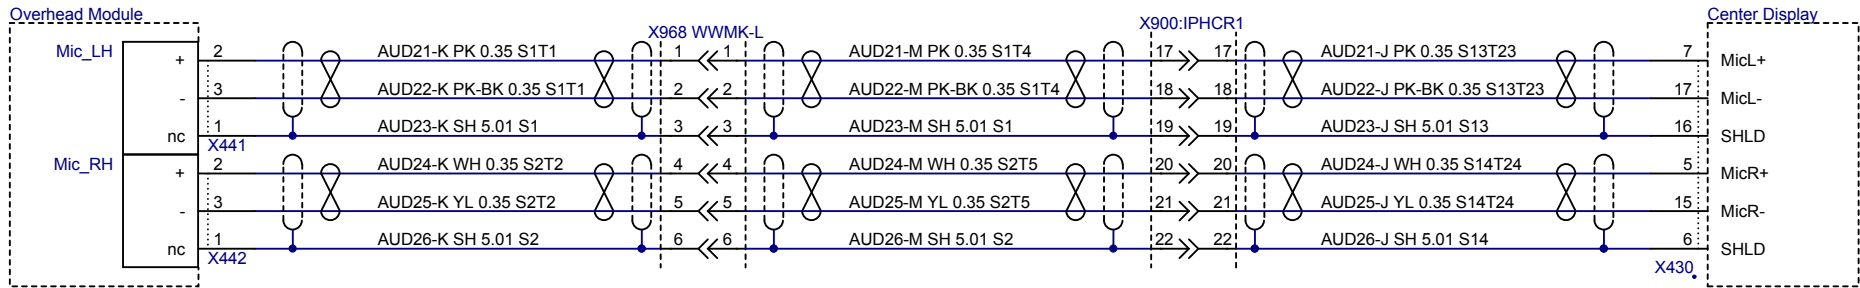 Overhead Module
X968 WWMK-L
X900:IPHCR1
Center Display
Mic_LH + 2 AUD21-K PK 0.35 S1T1 1 1 AUD21-M PK 0.35 S1T4 17 17 AUD21-J PK 0.35 S13T23 7 MicL+
- 3 AUD22-K PK-BK 0.35 S1T1 2 2 AUD22-M PK-BK 0.35 S1T4 18 18 AUD22-J PK-BK 0.35 S13T23 17 MicL-
nc 1 AUD23-K SH 5.01 S1 3 3 AUD23-M SH 5.01 S1 19 19 AUD23-J SH 5.01 S13 16 SHLD
X441
Mic_RH + 2 AUD24-K WH 0.35 S2T2 4 4 AUD24-M WH 0.35 S2T5 20 20 AUD24-J WH 0.35 S14T24 5 MicR+
- 3 AUD25-K YL 0.35 S2T2 5 5 AUD25-M YL 0.35 S2T5 21 21 AUD25-J YL 0.35 S14T24 15 MicR-
nc 1 AUD26-K SH 5.01 S2 6 6 AUD26-M SH 5.01 S2 22 22 AUD26-J SH 5.01 S14 6 SHLD
X442
X430